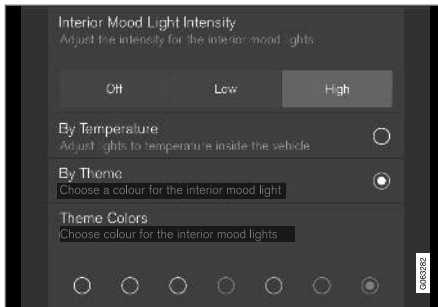 Interior Mood Light Intensity
Adjust the intensity for the interior mood lights
Off Low High
By Temperature
Adjust lights to temperature inside the vehicle
By Theme
Choose a colour for the interior mood light
Theme Colors
Choose colour for the interior mood lights
G063282